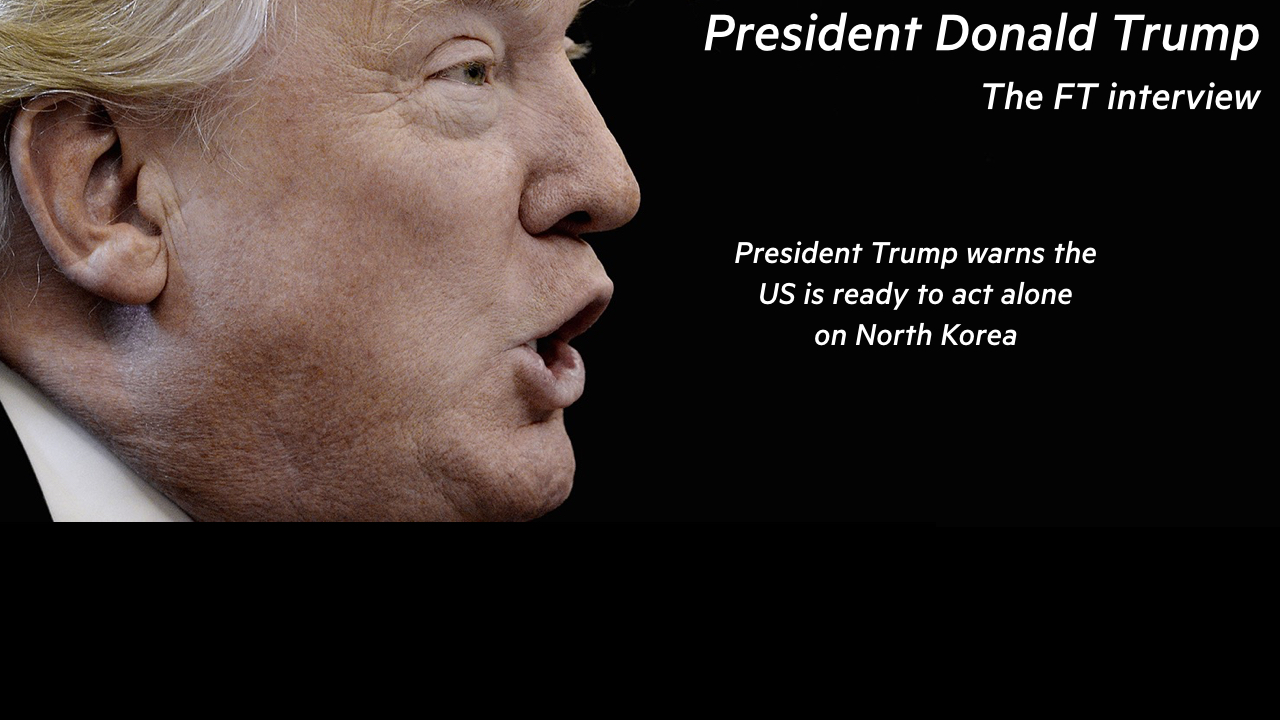 President Donald Trump
The FT interview
President Trump warns the
US is ready to act alone
on North Korea